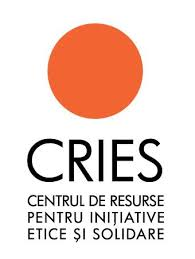 CRIES
CENTRUL DE RESURSE
PENTRU INIȚIATIVE
ETICE ȘI SOLIDARE